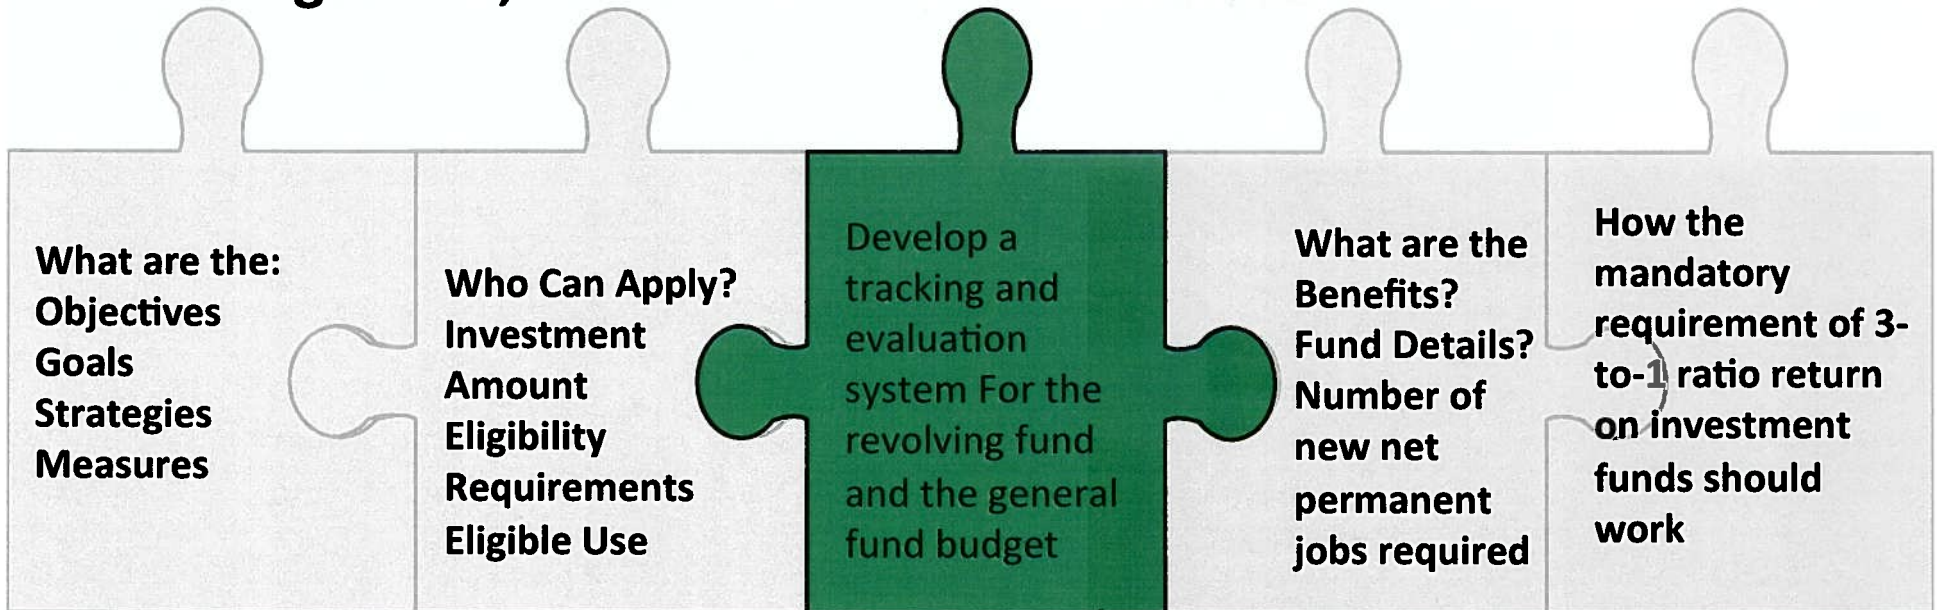 What are the:
Objectives
Goals
Strategies
Measures
Who Can Apply?
Investment
Amount
Eligibility
Requirements
Eligible Use
Develop a
tracking and
evaluation
system For the
revolving fund
and the general
fund budget
What are the
Benefits?
Fund Details?
Number of
new net
permanent
jobs required
How the
mandatory
requirement of 3-
to-1 ratio return
on investment
funds should
work